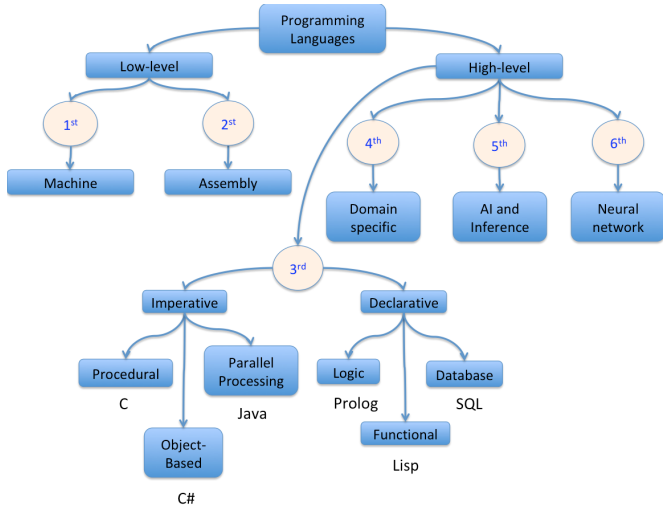 Programming
Languages
Low-level
High-level
1st
2st
4th
5th
6th
Machine
Assembly
Domain
specific
AI and
Inference
Neural
network
3rd
Imperative
Declarative
Procedural
Parallel
Processing
Logic
Database
C
Java
Prolog
SQL
Object-
Based
Functional
C#
Lisp